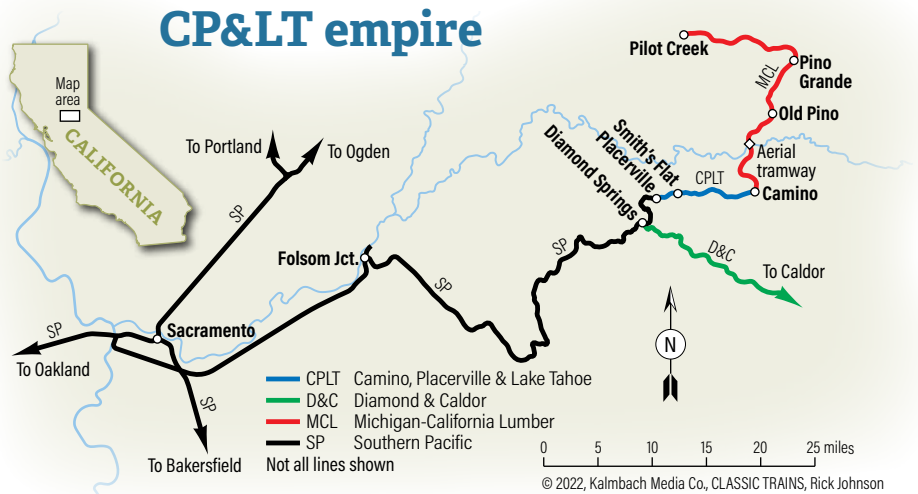 CP&LT empire
Map
area
CALIFORNIA
Pilot Creek
Pino
Grande
MCL
Old Pino
Aerial
tramway
Camino
CPLT
Smith's Flat
Placerville
Diamond Springs
To Portland
To Ogden
SP
Folsom Jct.
SP
SP
D&C
To Caldor
N
Sacramento
SP
To Oakland
SP
To Bakersfield
CPLT Camino, Placerville & Lake Tahoe
D&C Diamond & Caldor
MCL Michigan-California Lumber
SP Southern Pacific
Not all lines shown
0 5 10 15 20 25 miles
© 2022, Kalmbach Media Co., CLASSIC TRAINS, Rick Johnson